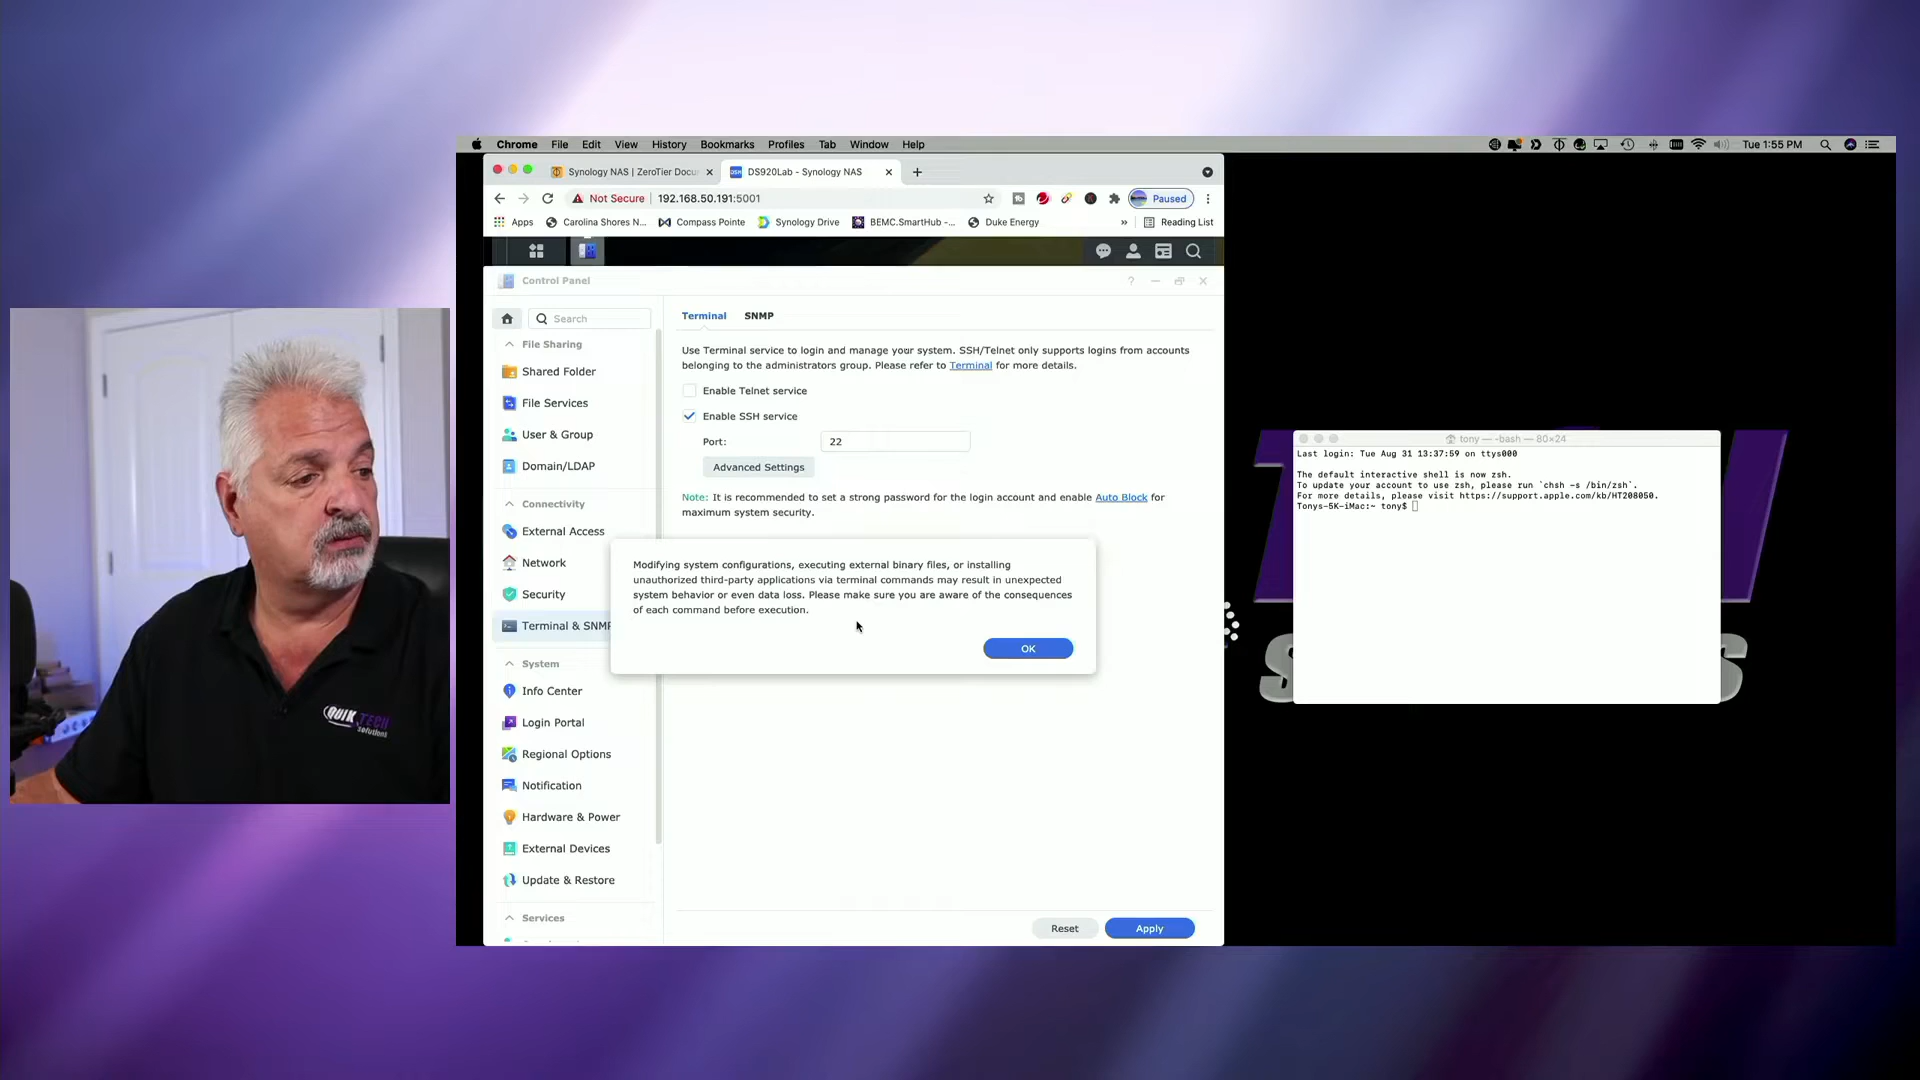 Chrome File Edit View History Bookmarks Profiles Tab Window Help
Tue 1:55 PM
Synology NAS | ZeroTier Docu
DS920Lab - Synology NAS
Not Secure 192.168.50.191:5001
Paused
Apps Carolina Shores N... Compass Pointe Synology Drive BEMC.SmartHub -... Duke Energy » Reading List
Control Panel
Search
File Sharing
Shared Folder
File Services
User & Group
Domain/LDAP
Connectivity
External Access
Network
Security
Terminal & SNMP
System
Info Center
Login Portal
Regional Options
Notification
Hardware & Power
External Devices
Update & Restore
Services
Terminal SNMP
Use Terminal service to login and manage your system. SSH/Telnet only supports logins from accounts
belonging to the administrators group. Please refer to Terminal for more details.
Enable Telnet service
Enable SSH service
Port: 22
Advanced Settings
Note: It is recommended to set a strong password for the login account and enable Auto Block for
maximum system security.
Modifying system configurations, executing external binary files, or installing
unauthorized third-party applications via terminal commands may result in unexpected
system behavior or even data loss. Please make sure you are aware of the consequences
of each command before execution.
OK
Reset Apply
tony — -bash — 80×24
Last login: Tue Aug 31 13:37:59 on ttys000
The default interactive shell is now zsh.
To update your account to use zsh, please run `chsh -s /bin/zsh`.
For more details, please visit https://support.apple.com/kb/HT208050.
Tonys-5K-iMac:~ tony$
QUIK TECH
solutions